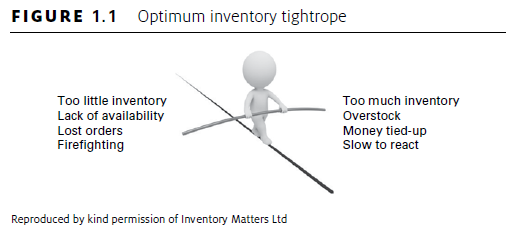 FIGURE 1.1 Optimum inventory tightrope
Too little inventory
Lack of availability
Lost orders
Firefighting
Too much inventory
Overstock
Money tied-up
Slow to react
Reproduced by kind permission of Inventory Matters Ltd